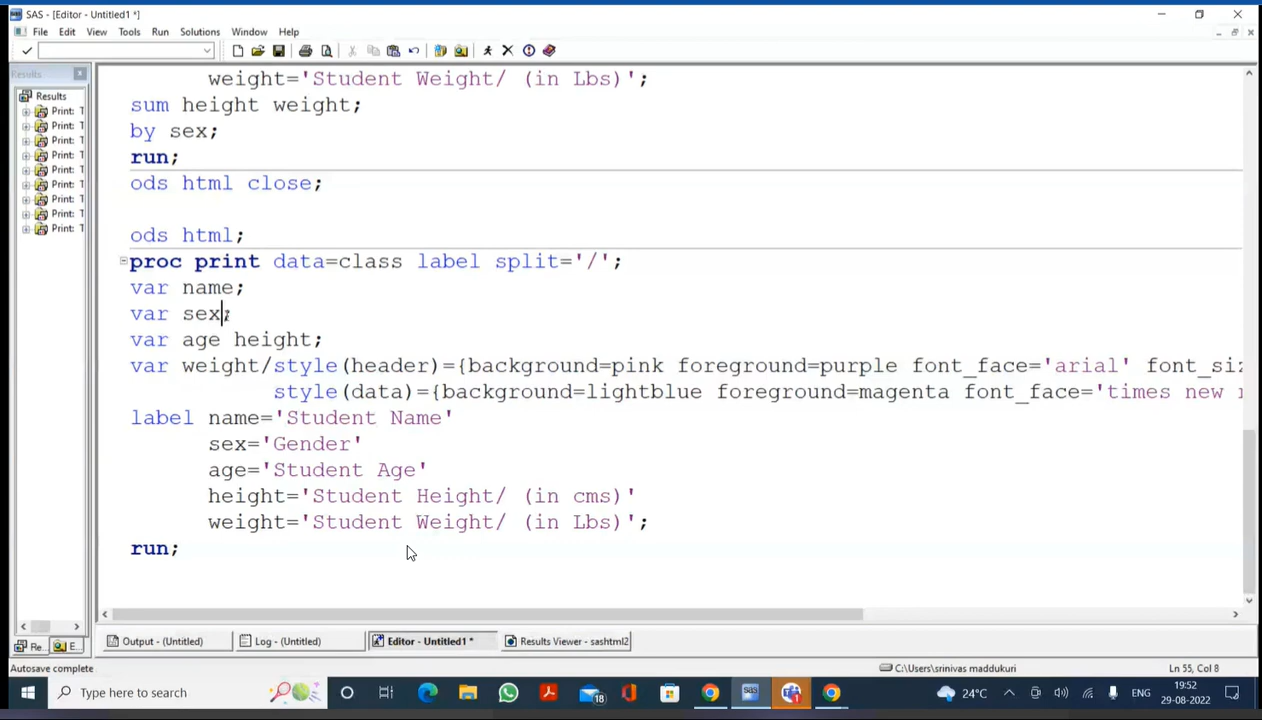 SAS - [Editor - Untitled1 *]
File Edit View Tools Run Solutions Window Help
Results
Results
Print: T
Print: T
Print: T
Print: T
Print: T
Print: T
Print: T
Print: T
Print: T
weight='Student Weight/ (in Lbs)';
sum height weight;
by sex;
run;
ods html close;
ods html;
proc print data=class label split='/';
var name;
var sex;
var age height;
var weight/style(header)={background=pink foreground=purple font_face='arial' font_siz
style(data)={background=lightblue foreground=magenta font_face='times new r
label name='Student Name'
sex='Gender'
age='Student Age'
height='Student Height/ (in cms)'
weight='Student Weight/ (in Lbs)';
run;
Re... E... Output - (Untitled) Log - (Untitled) Editor - Untitled1 * Results Viewer - sashtml2
Autosave complete C:\Users\srinivas maddukuri Ln 55, Col 8
Type here to search 18 sas 1 24°C ENG 19:52
29-08-2022